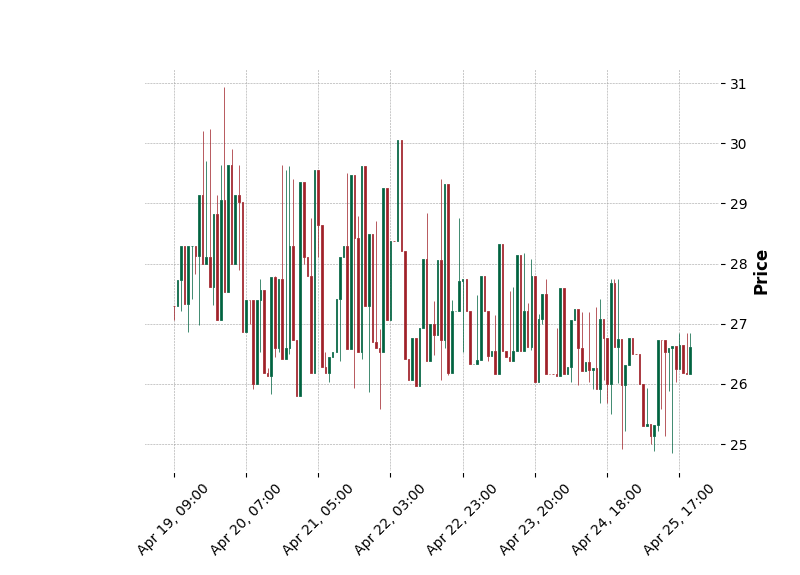 31
30
29
28
27
26
25
Price
Apr 19, 09:00
Apr 20, 07:00
Apr 21, 05:00
Apr 22, 03:00
Apr 22, 23:00
Apr 23, 20:00
Apr 24, 18:00
Apr 25, 17:00